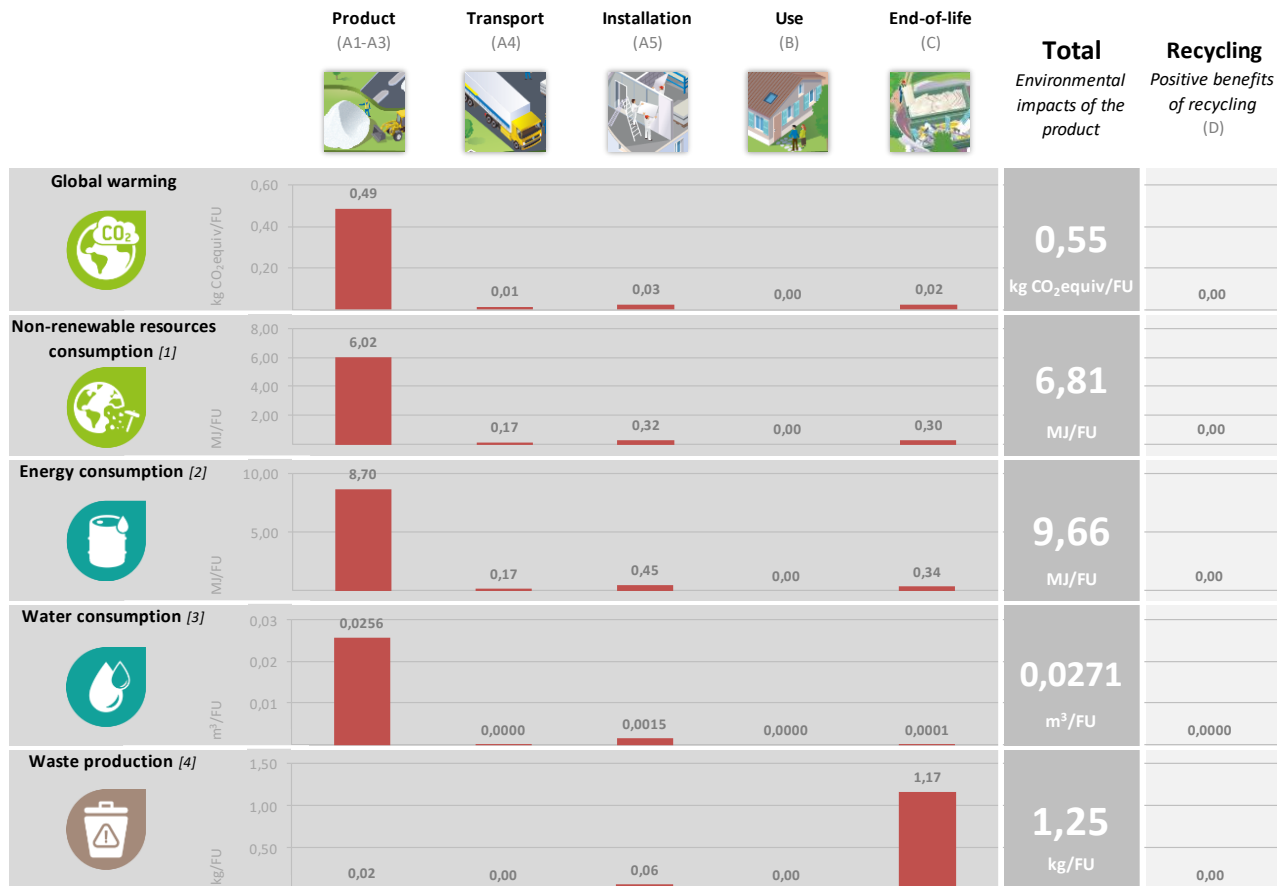 Product
(A1-A3)
Transport
(A4)
Installation
(A5)
Use
(B)
End-of-life
(C)
Total
Environmental
impacts of the
product
Recycling
Positive benefits
of recycling
(D)
Global warming
CO₂
kg CO₂equiv/FU
0,60
0,40
0,20
0,49
0,01
0,03
0,00
0,02
0,55
kg CO₂equiv/FU
0,00
Non-renewable resources
consumption [1]
MJ/FU
8,00
6,00
4,00
2,00
6,02
0,17
0,32
0,00
0,30
6,81
MJ/FU
0,00
Energy consumption [2]
MJ/FU
10,00
5,00
8,70
0,17
0,45
0,00
0,34
9,66
MJ/FU
0,00
Water consumption [3]
m³/FU
0,03
0,02
0,01
0,0256
0,0000
0,0015
0,0000
0,0001
0,0271
m³/FU
0,0000
Waste production [4]
kg/FU
1,50
1,00
0,50
0,02
0,00
0,06
0,00
1,17
1,25
kg/FU
0,00